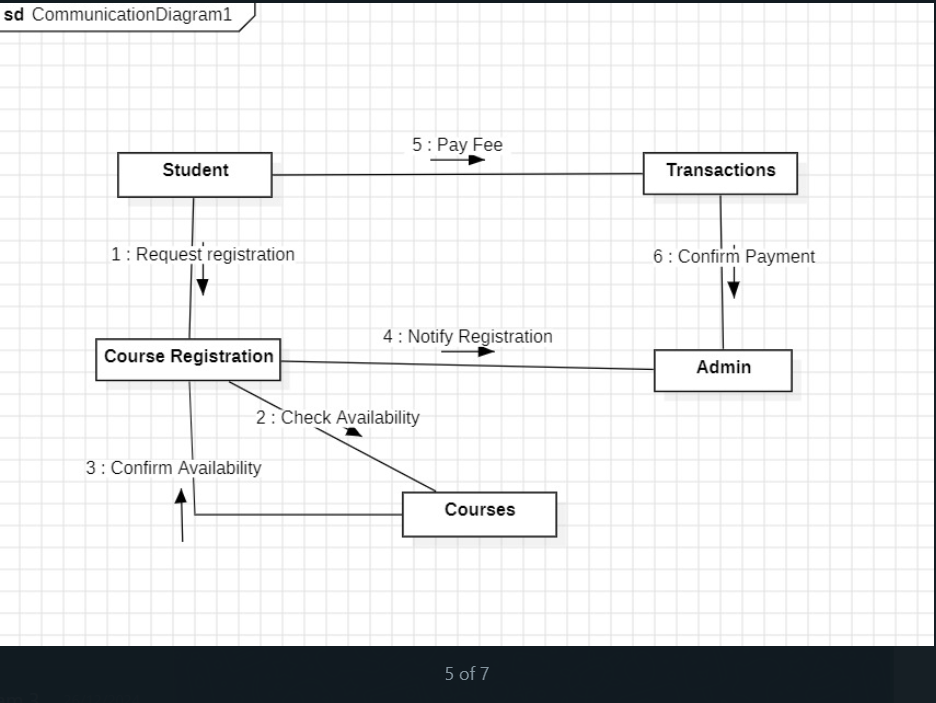 sd CommunicationDiagram1
5 : Pay Fee
Student
Transactions
1 : Request registration
6 : Confirm Payment
4 : Notify Registration
Course Registration
Admin
2 : Check Availability
3 : Confirm Availability
Courses
5 of 7